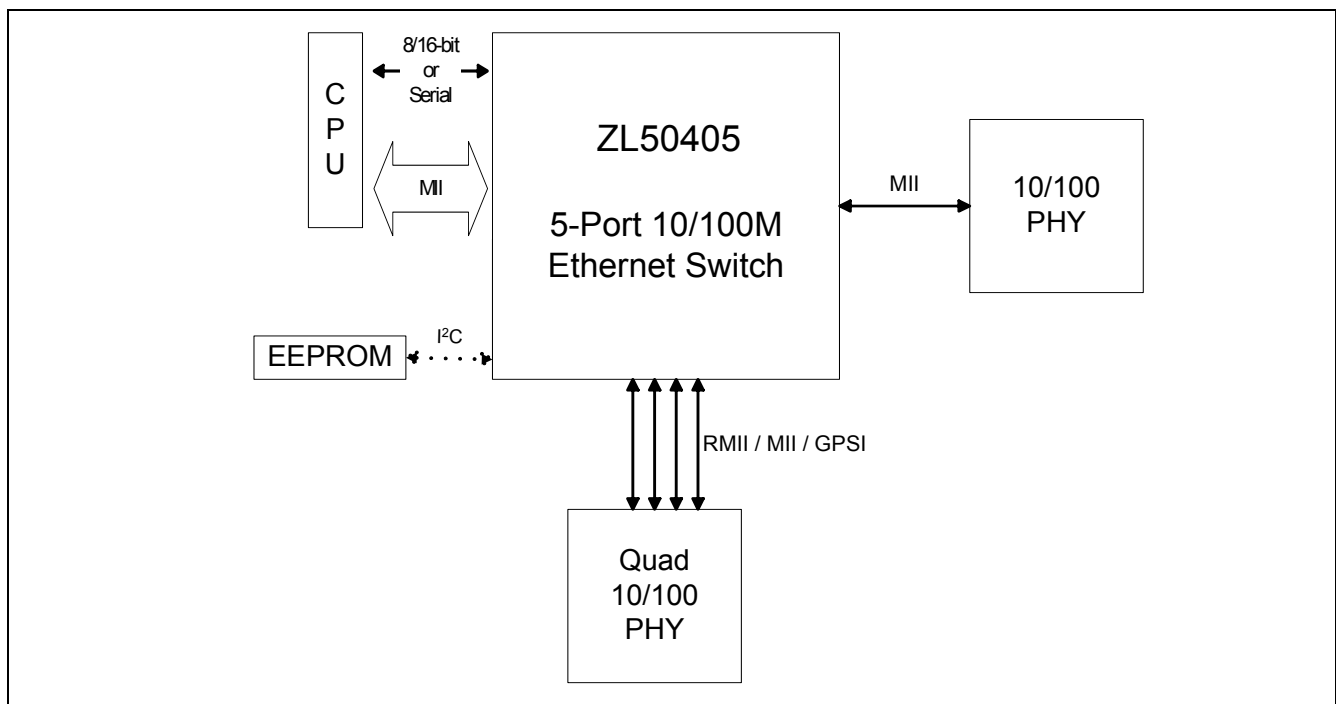 C
P
U
8/16-bit
or
Serial
MII
ZL50405
5-Port 10/100M
Ethernet Switch
MII
10/100
PHY
EEPROM
I²C
RMII / MII / GPSI
Quad
10/100
PHY